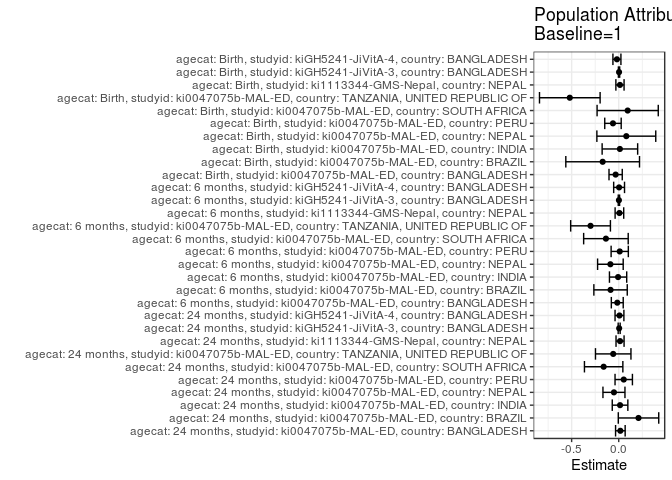 Population Attribu
Baseline=1
agecat: Birth, studyid: kiGH5241-JiVitA-4, country: BANGLADESH
agecat: Birth, studyid: kiGH5241-JiVitA-3, country: BANGLADESH
agecat: Birth, studyid: ki1113344-GMS-Nepal, country: NEPAL
agecat: Birth, studyid: ki0047075b-MAL-ED, country: TANZANIA, UNITED REPUBLIC OF
agecat: Birth, studyid: ki0047075b-MAL-ED, country: SOUTH AFRICA
agecat: Birth, studyid: ki0047075b-MAL-ED, country: PERU
agecat: Birth, studyid: ki0047075b-MAL-ED, country: NEPAL
agecat: Birth, studyid: ki0047075b-MAL-ED, country: INDIA
agecat: Birth, studyid: ki0047075b-MAL-ED, country: BRAZIL
agecat: Birth, studyid: ki0047075b-MAL-ED, country: BANGLADESH
agecat: 6 months, studyid: kiGH5241-JiVitA-4, country: BANGLADESH
agecat: 6 months, studyid: kiGH5241-JiVitA-3, country: BANGLADESH
agecat: 6 months, studyid: ki1113344-GMS-Nepal, country: NEPAL
agecat: 6 months, studyid: ki0047075b-MAL-ED, country: TANZANIA, UNITED REPUBLIC OF
agecat: 6 months, studyid: ki0047075b-MAL-ED, country: SOUTH AFRICA
agecat: 6 months, studyid: ki0047075b-MAL-ED, country: PERU
agecat: 6 months, studyid: ki0047075b-MAL-ED, country: NEPAL
agecat: 6 months, studyid: ki0047075b-MAL-ED, country: INDIA
agecat: 6 months, studyid: ki0047075b-MAL-ED, country: BRAZIL
agecat: 6 months, studyid: ki0047075b-MAL-ED, country: BANGLADESH
agecat: 24 months, studyid: kiGH5241-JiVitA-4, country: BANGLADESH
agecat: 24 months, studyid: kiGH5241-JiVitA-3, country: BANGLADESH
agecat: 24 months, studyid: ki1113344-GMS-Nepal, country: NEPAL
agecat: 24 months, studyid: ki0047075b-MAL-ED, country: TANZANIA, UNITED REPUBLIC OF
agecat: 24 months, studyid: ki0047075b-MAL-ED, country: SOUTH AFRICA
agecat: 24 months, studyid: ki0047075b-MAL-ED, country: PERU
agecat: 24 months, studyid: ki0047075b-MAL-ED, country: NEPAL
agecat: 24 months, studyid: ki0047075b-MAL-ED, country: INDIA
agecat: 24 months, studyid: ki0047075b-MAL-ED, country: BRAZIL
agecat: 24 months, studyid: ki0047075b-MAL-ED, country: BANGLADESH
-0.5 0.0
Estimate